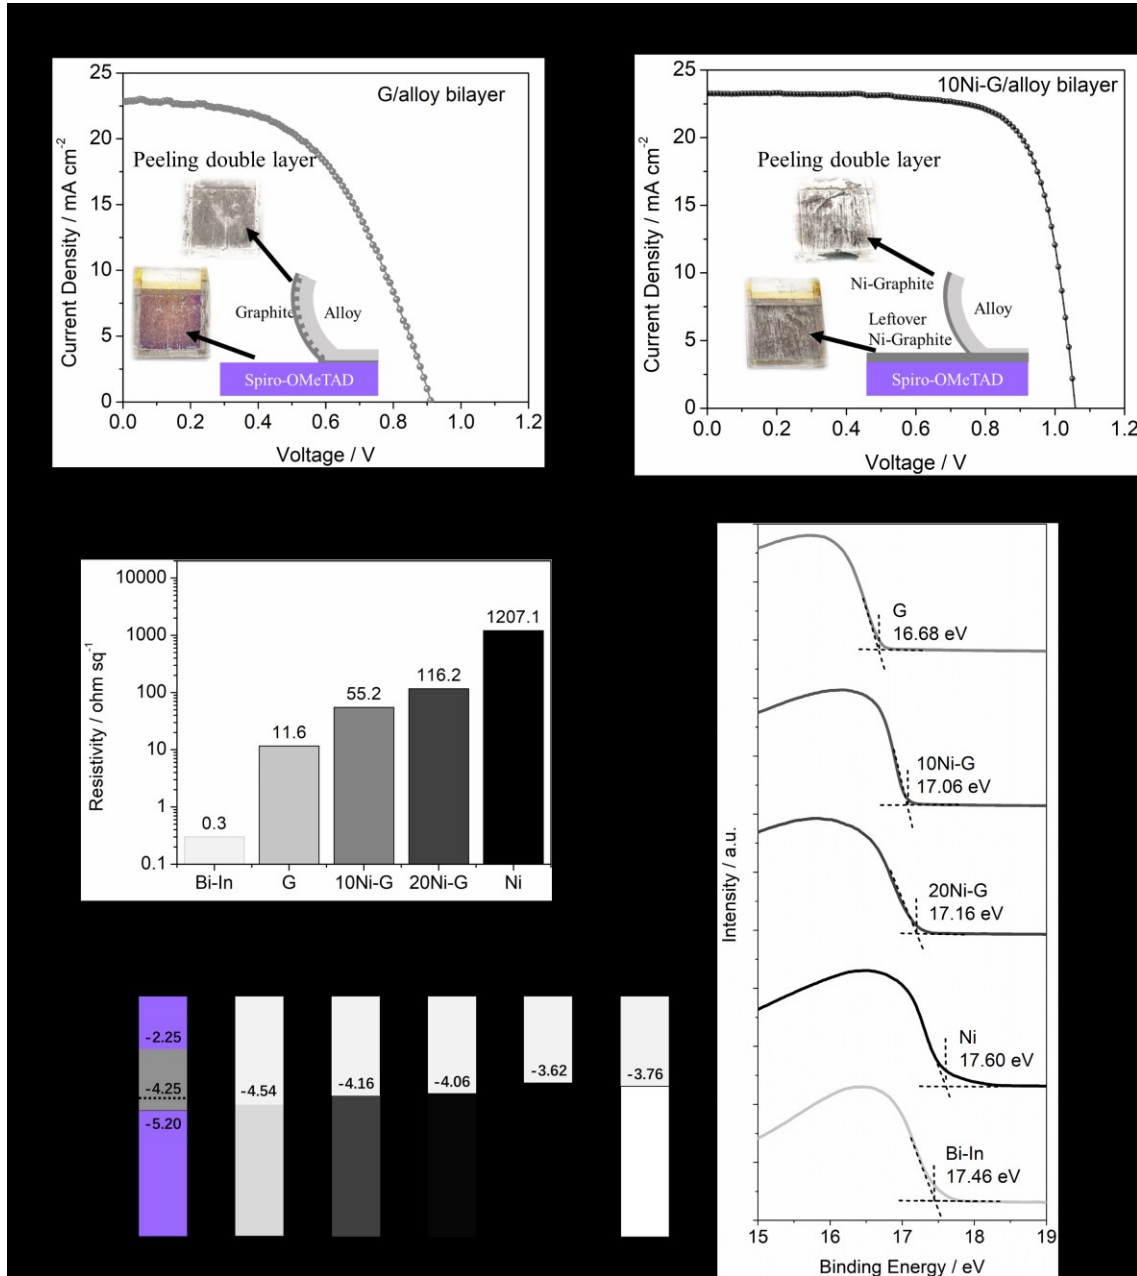 25
20
15
10
5
0
Current Density / mA cm-2
G/alloy bilayer
Peeling double layer
Graphite
Alloy
Spiro-OMeTAD
0.0 0.2 0.4 0.6 0.8 1.0 1.2
Voltage / V
25
20
15
10
5
0
Current Density / mA cm-2
10Ni-G/alloy bilayer
Peeling double layer
Ni-Graphite
Alloy
Leftover
Ni-Graphite
Spiro-OMeTAD
0.0 0.2 0.4 0.6 0.8 1.0 1.2
Voltage / V
10000
1000
100
10
1
0.1
Resistivity / ohm sq-1
0.3
11.6
55.2
116.2
1207.1
Bi-In G 10Ni-G 20Ni-G Ni
-2.25
-4.25
-5.20
-4.54
-4.16
-4.06
-3.62
-3.76
Intensity / a.u.
G
16.68 eV
10Ni-G
17.06 eV
20Ni-G
17.16 eV
Ni
17.60 eV
Bi-In
17.46 eV
15 16 17 18 19
Binding Energy / eV